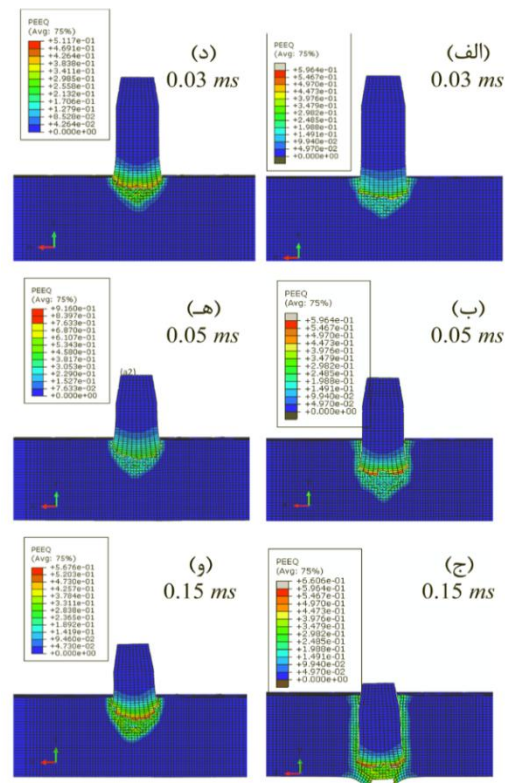 (الف)
0.03 ms
PEEQ
(Avg: 75%)
+5.964e-01
+5.467e-01
+4.970e-01
+4.473e-01
+3.976e-01
+3.479e-01
+2.982e-01
+2.485e-01
+1.988e-01
+1.491e-01
+9.940e-02
+4.970e-02
+0.000e+00
(د)
0.03 ms
PEEQ
(Avg: 75%)
+5.117e-01
+4.691e-01
+4.264e-01
+3.838e-01
+3.411e-01
+2.985e-01
+2.558e-01
+2.132e-01
+1.706e-01
+1.279e-01
+8.528e-02
+4.264e-02
+0.000e+00
(ب)
0.05 ms
PEEQ
(Avg: 75%)
+5.964e-01
+5.467e-01
+4.970e-01
+4.473e-01
+3.976e-01
+3.479e-01
+2.982e-01
+2.485e-01
+1.988e-01
+1.491e-01
+9.940e-02
+4.970e-02
+0.000e+00
(هـ)
0.05 ms
PEEQ
(Avg: 75%)
+9.160e-01
+8.397e-01
+7.633e-01
+6.870e-01
+6.107e-01
+5.343e-01
+4.580e-01
+3.817e-01
+3.053e-01
+2.290e-01
+1.527e-01
+7.633e-02
+0.000e+00
(a2)
(ج)
0.15 ms
PEEQ
(Avg: 75%)
+6.606e-01
+5.964e-01
+5.467e-01
+4.970e-01
+4.473e-01
+3.976e-01
+3.479e-01
+2.982e-01
+2.485e-01
+1.988e-01
+1.491e-01
+9.940e-02
+4.970e-02
+0.000e+00
(و)
0.15 ms
PEEQ
(Avg: 75%)
+5.676e-01
+5.203e-01
+4.730e-01
+4.257e-01
+3.784e-01
+3.311e-01
+2.838e-01
+2.365e-01
+1.892e-01
+1.419e-01
+9.460e-02
+4.730e-02
+0.000e+00